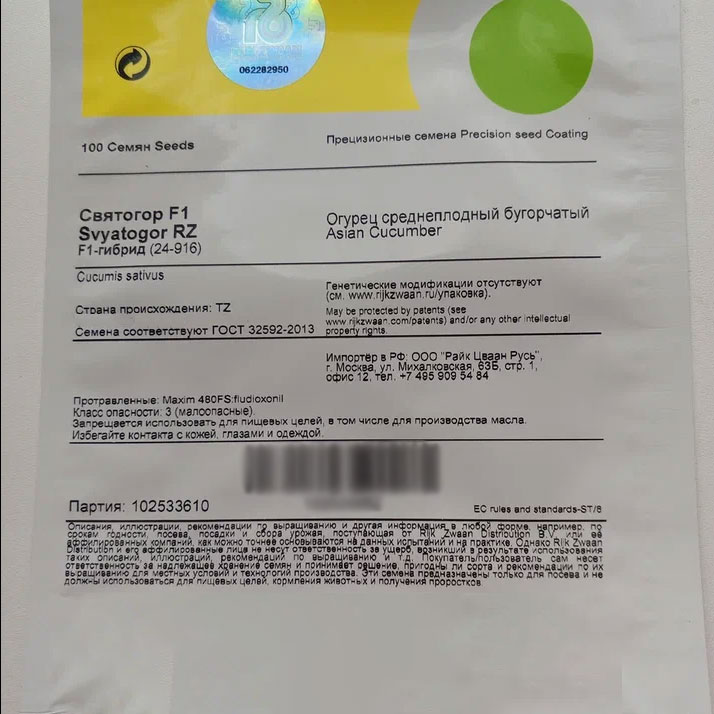 062282950
100 Семян Seeds
Прецизионные семена Precision seed Coating
Святогор F1
Svyatogor RZ
F1-гибрид (24-916)
Огурец среднеплодный бугорчатый
Asian Cucumber
Cucumis sativus
Страна происхождения: TZ
Семена соответствуют ГОСТ 32592-2013
Генетические модификации отсутствуют
(см. www.rijkzwaan.ru/упаковка).
May be protected by patents (see
www.rijkzwaan.com/patents) and/or any other intellectual
property rights.
Импортёр в РФ: ООО "Райк Цваан Русь",
г. Москва, ул. Михалковская, 63Б, стр. 1,
офис 12, тел. +7 495 909 54 84
Протравленные: Maxim 480FS:fludioxonil
Класс опасности: 3 (малоопасные).
Запрещается использовать для пищевых целей, в том числе для производства масла.
Избегайте контакта с кожей, глазами и одеждой.
Партия: 102533610
EC rules and standards-ST/8
Описания, иллюстрации, рекомендации по выращиванию и другая информация в любой форме, например, по
срокам годности, посева, посадки и сбора урожая, поступающая от Rijk Zwaan Distribution B.V. или её
аффилированных компаний, как можно точнее основываются на данных испытаний и на практике. Однако Rijk Zwaan
Distribution и его аффилированные лица не несут ответственность за ущерб, возникший в результате использования
таких описаний, иллюстраций, рекомендаций и т.д. Покупатель/пользователь сам несет
ответственность за надлежащее хранение семян и принимает решение, пригодны ли сорта и рекомендации по их
выращиванию для местных условий и технологий производства. Эти семена предназначены только для посева и не
должны использоваться для пищевых целей, кормления животных и получения проростков.